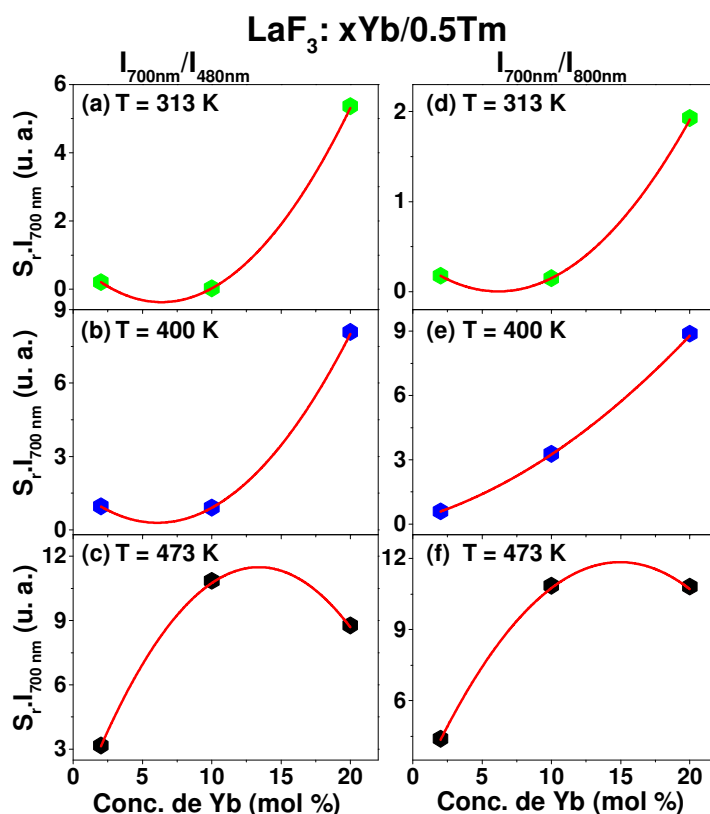 LaF3: xYb/0.5Tm
I700nm/I480nm
I700nm/I800nm
(a) T = 313 K
Sr.I700 nm (u. a.)
6
4
2
0
(d) T = 313 K
2
1
0
(b) T = 400 K
Sr.I700 nm (u. a.)
9
6
3
0
(e) T = 400 K
9
6
3
0
(c) T = 473 K
Sr.I700 nm (u. a.)
12
9
6
3
(f) T = 473 K
12
9
6
0 5 10 15 20
Conc. de Yb (mol %)
0 5 10 15 20
Conc. de Yb (mol %)